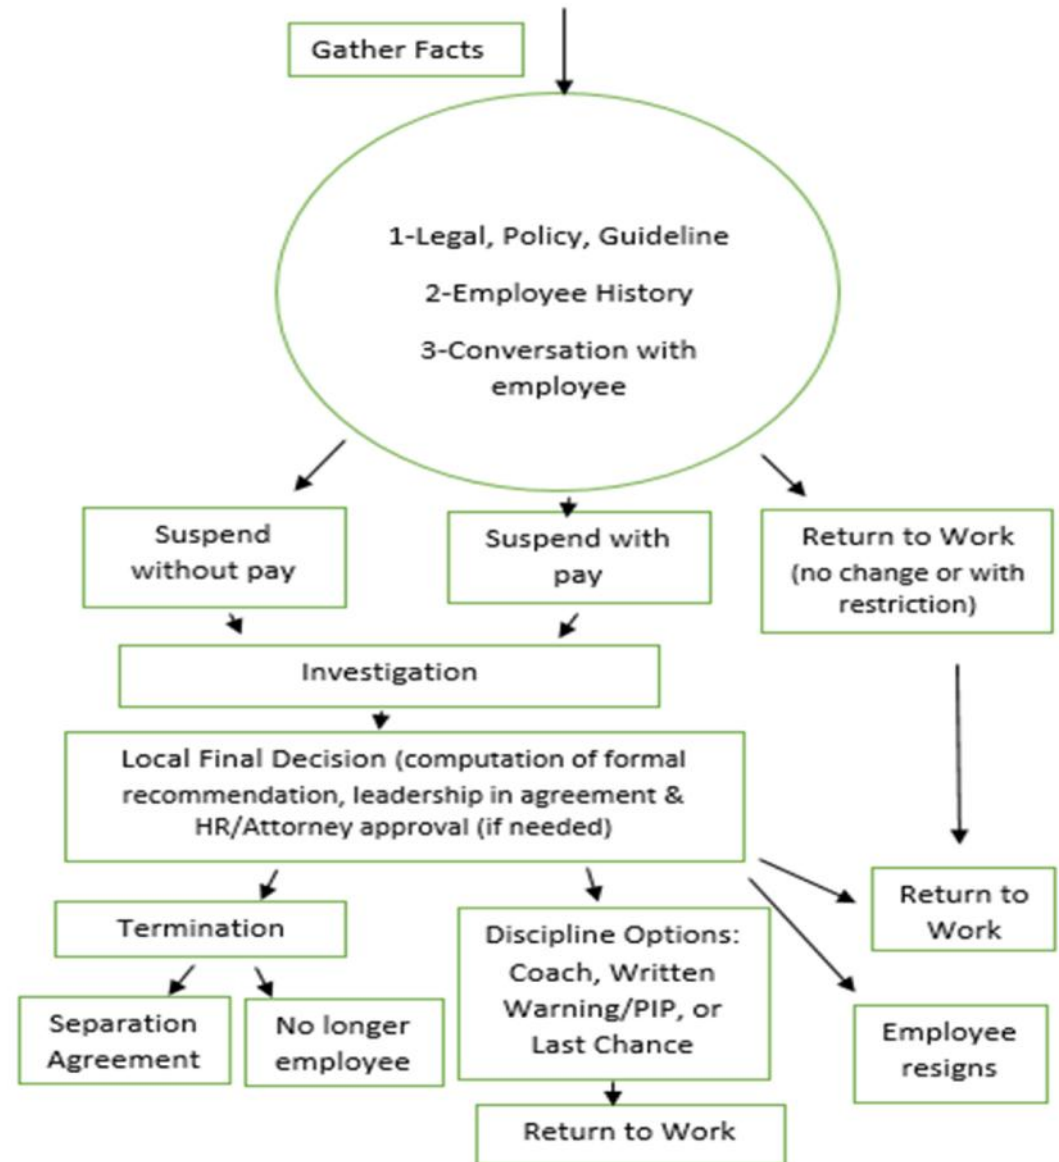 Gather Facts
1-Legal, Policy, Guideline
2-Employee History
3-Conversation with
employee
Suspend
without pay
Suspend with
pay
Return to Work
(no change or with
restriction)
Investigation
Local Final Decision (computation of formal
recommendation, leadership in agreement &
HR/Attorney approval (if needed)
Termination
Discipline Options:
Coach, Written
Warning/PIP, or
Last Chance
Return to
Work
Separation
Agreement
No longer
employee
Employee
resigns
Return to Work